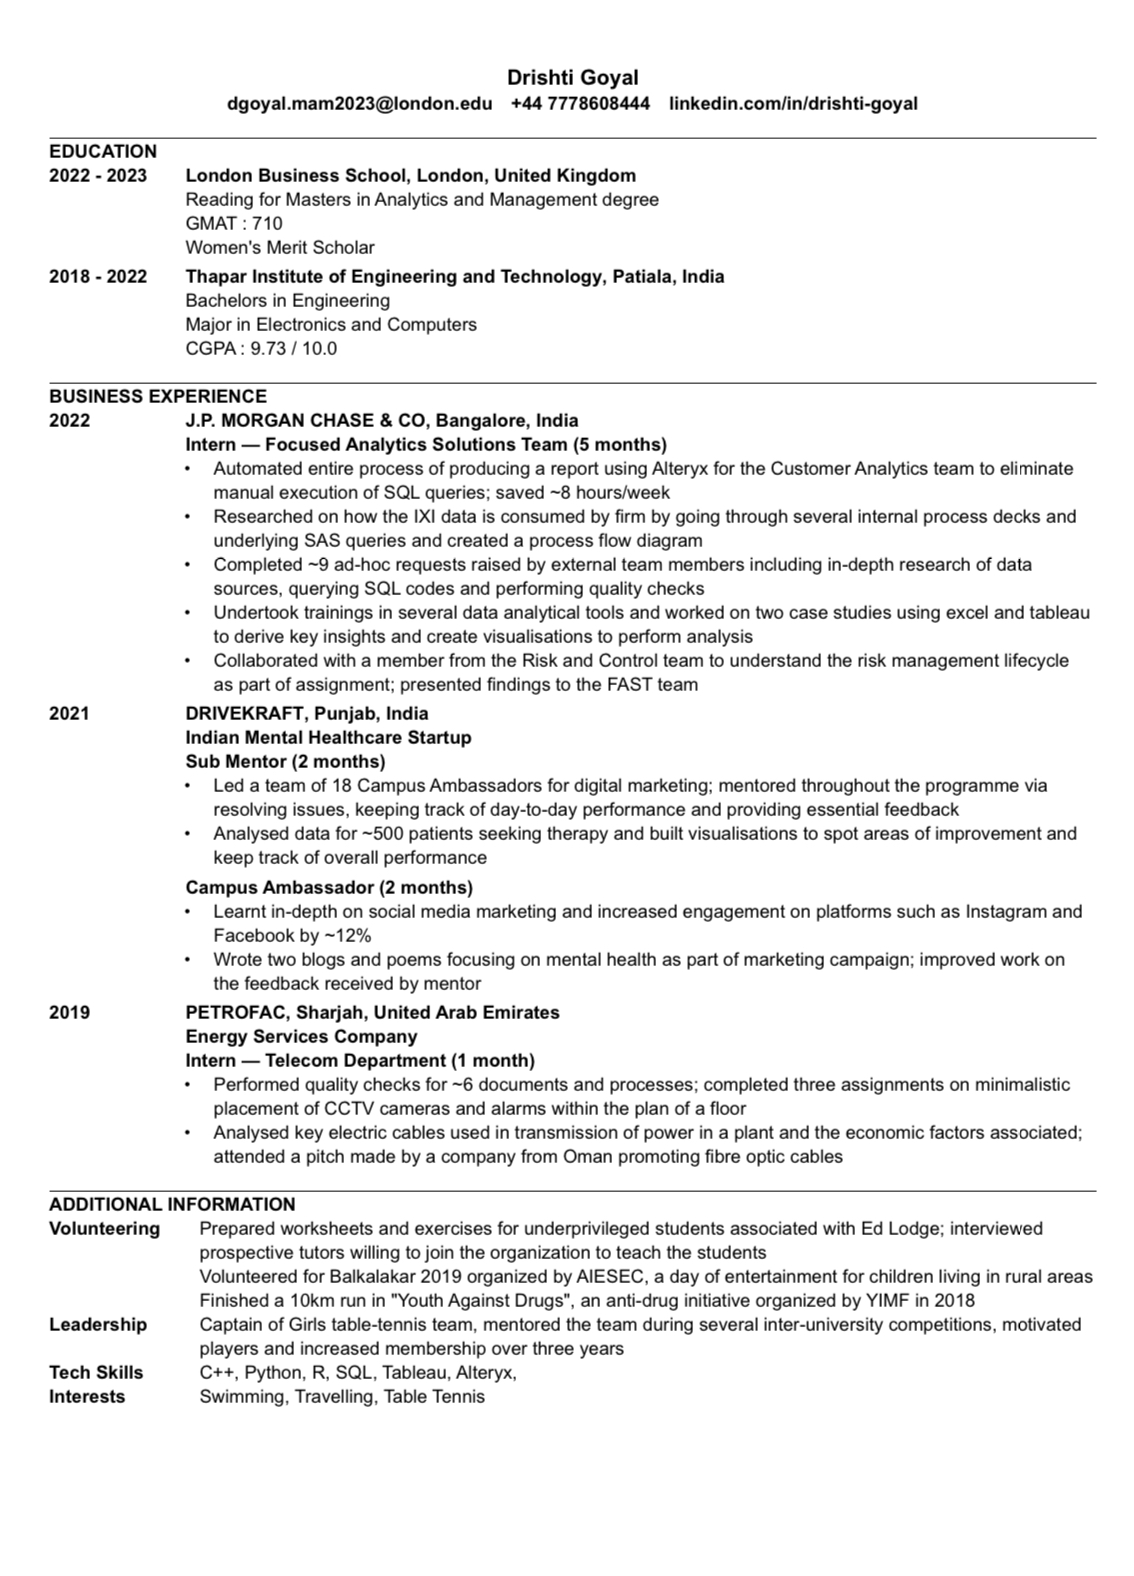 Drishti Goyal
dgoyal.mam2023@london.edu +44 7778608444 linkedin.com/in/drishti-goyal
EDUCATION
2022 - 2023 London Business School, London, United Kingdom
Reading for Masters in Analytics and Management degree
GMAT : 710
Women's Merit Scholar
2018 - 2022 Thapar Institute of Engineering and Technology, Patiala, India
Bachelors in Engineering
Major in Electronics and Computers
CGPA : 9.73 / 10.0
BUSINESS EXPERIENCE
2022 J.P. MORGAN CHASE & CO, Bangalore, India
Intern — Focused Analytics Solutions Team (5 months)
• Automated entire process of producing a report using Alteryx for the Customer Analytics team to eliminate
manual execution of SQL queries; saved ~8 hours/week
• Researched on how the IXI data is consumed by firm by going through several internal process decks and
underlying SAS queries and created a process flow diagram
• Completed ~9 ad-hoc requests raised by external team members including in-depth research of data
sources, querying SQL codes and performing quality checks
• Undertook trainings in several data analytical tools and worked on two case studies using excel and tableau
to derive key insights and create visualisations to perform analysis
• Collaborated with a member from the Risk and Control team to understand the risk management lifecycle
as part of assignment; presented findings to the FAST team
2021 DRIVEKRAFT, Punjab, India
Indian Mental Healthcare Startup
Sub Mentor (2 months)
• Led a team of 18 Campus Ambassadors for digital marketing; mentored throughout the programme via
resolving issues, keeping track of day-to-day performance and providing essential feedback
• Analysed data for ~500 patients seeking therapy and built visualisations to spot areas of improvement and
keep track of overall performance
Campus Ambassador (2 months)
• Learnt in-depth on social media marketing and increased engagement on platforms such as Instagram and
Facebook by ~12%
• Wrote two blogs and poems focusing on mental health as part of marketing campaign; improved work on
the feedback received by mentor
2019 PETROFAC, Sharjah, United Arab Emirates
Energy Services Company
Intern — Telecom Department (1 month)
• Performed quality checks for ~6 documents and processes; completed three assignments on minimalistic
placement of CCTV cameras and alarms within the plan of a floor
• Analysed key electric cables used in transmission of power in a plant and the economic factors associated;
attended a pitch made by a company from Oman promoting fibre optic cables
ADDITIONAL INFORMATION
Volunteering Prepared worksheets and exercises for underprivileged students associated with Ed Lodge; interviewed
prospective tutors willing to join the organization to teach the students
Volunteered for Balkalakar 2019 organized by AIESEC, a day of entertainment for children living in rural areas
Finished a 10km run in "Youth Against Drugs", an anti-drug initiative organized by YIMF in 2018
Leadership Captain of Girls table-tennis team, mentored the team during several inter-university competitions, motivated
players and increased membership over three years
Tech Skills C++, Python, R, SQL, Tableau, Alteryx,
Interests Swimming, Travelling, Table Tennis